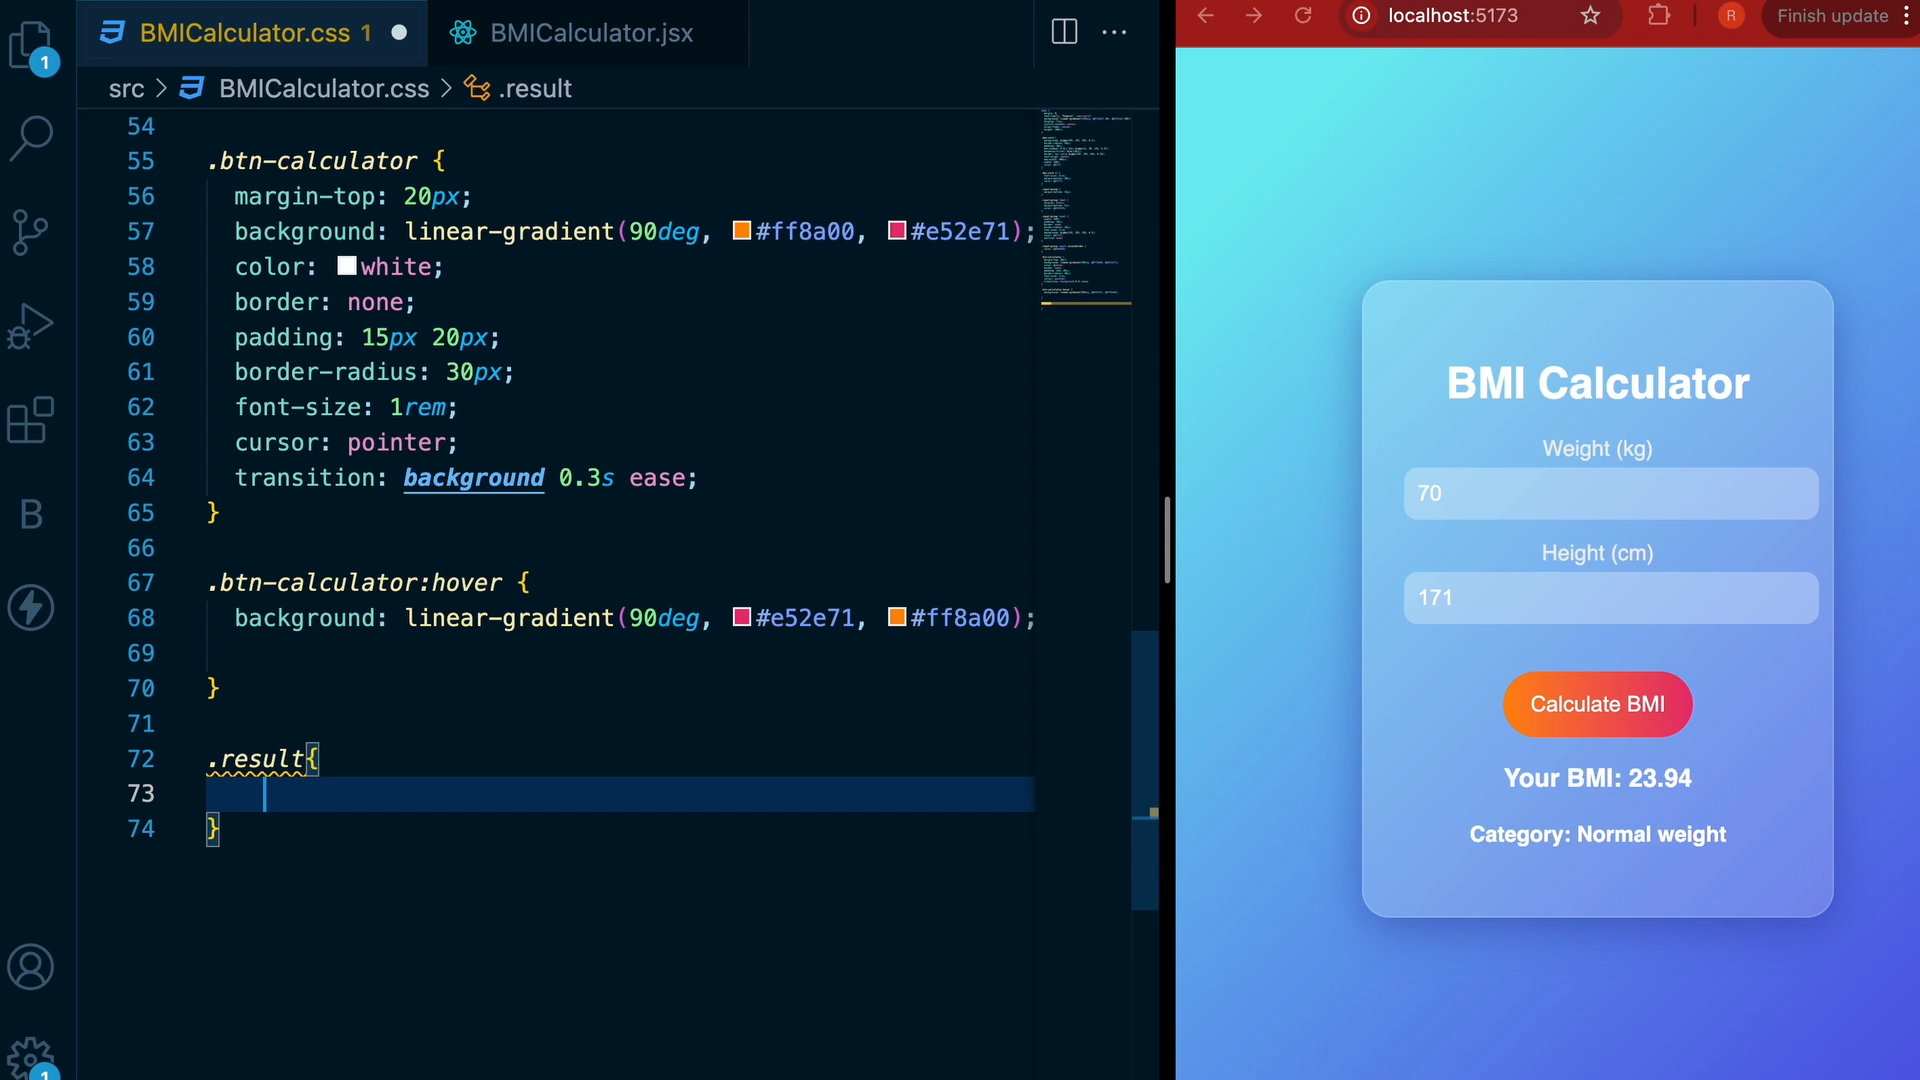 BMICalculator.css 1
BMICalculator.jsx
src > BMICalculator.css > .result
54
55 .btn-calculator {
56 margin-top: 20px;
57 background: linear-gradient(90deg, #ff8a00, #e52e71);
58 color: white;
59 border: none;
60 padding: 15px 20px;
61 border-radius: 30px;
62 font-size: 1rem;
63 cursor: pointer;
64 transition: background 0.3s ease;
65 }
66
67 .btn-calculator:hover {
68 background: linear-gradient(90deg, #e52e71, #ff8a00);
69
70 }
71
72 .result{
73
74 }
1
B
1
localhost:5173
R
Finish update
BMI Calculator
Weight (kg)
70
Height (cm)
171
Calculate BMI
Your BMI: 23.94
Category: Normal weight